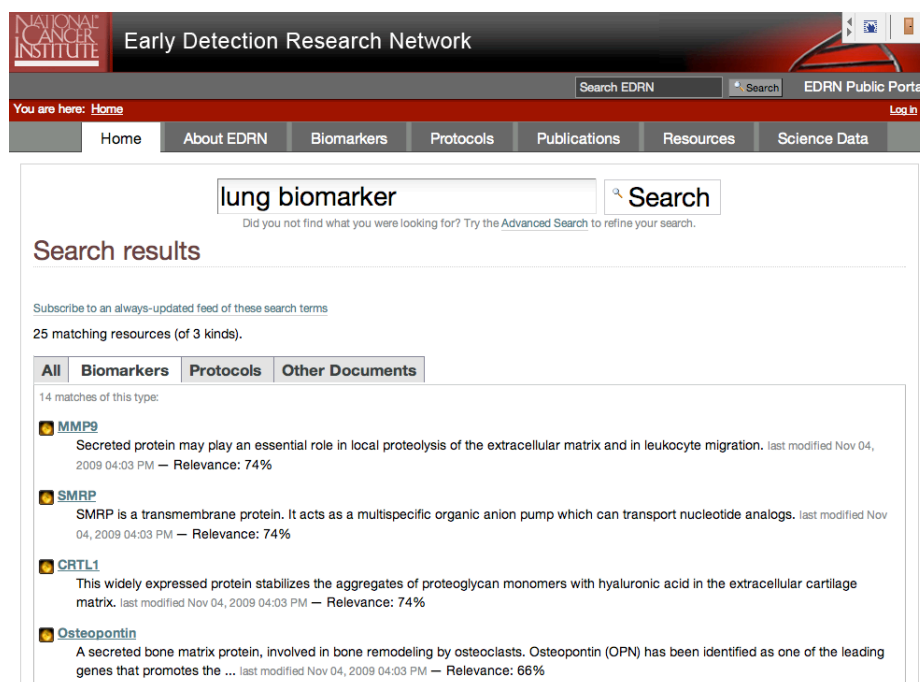 NATIONAL
CANCER
INSTITUTE
Early Detection Research Network
Search EDRN
Search
EDRN Public Porta
You are here: Home
Log in
Home About EDRN Biomarkers Protocols Publications Resources Science Data
lung biomarker
Search
Did you not find what you were looking for? Try the Advanced Search to refine your search.
Search results
Subscribe to an always-updated feed of these search terms
25 matching resources (of 3 kinds).
All Biomarkers Protocols Other Documents
14 matches of this type:
MMP9
Secreted protein may play an essential role in local proteolysis of the extracellular matrix and in leukocyte migration. last modified Nov 04,
2009 04:03 PM — Relevance: 74%
SMRP
SMRP is a transmembrane protein. It acts as a multispecific organic anion pump which can transport nucleotide analogs. last modified Nov
04, 2009 04:03 PM — Relevance: 74%
CRTL1
This widely expressed protein stabilizes the aggregates of proteoglycan monomers with hyaluronic acid in the extracellular cartilage
matrix. last modified Nov 04, 2009 04:03 PM — Relevance: 74%
Osteopontin
A secreted bone matrix protein, involved in bone remodeling by osteoclasts. Osteopontin (OPN) has been identified as one of the leading
genes that promotes the ... last modified Nov 04, 2009 04:03 PM — Relevance: 66%